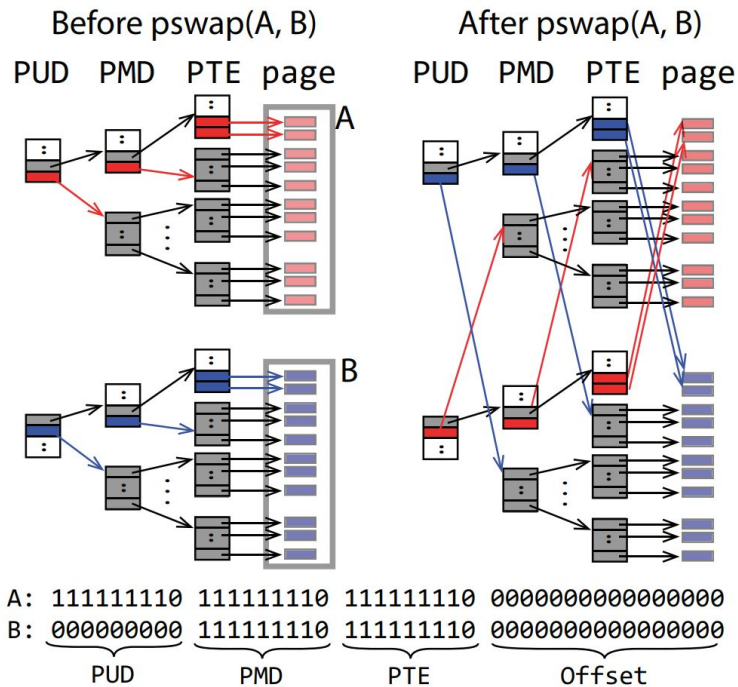 Before pswap(A, B)
After pswap(A, B)
PUD PMD PTE page
PUD PMD PTE page
A
B
A: 111111110 111111110 111111110 0000000000000000
B: 000000000 111111110 111111110 0000000000000000
PUD PMD PTE Offset